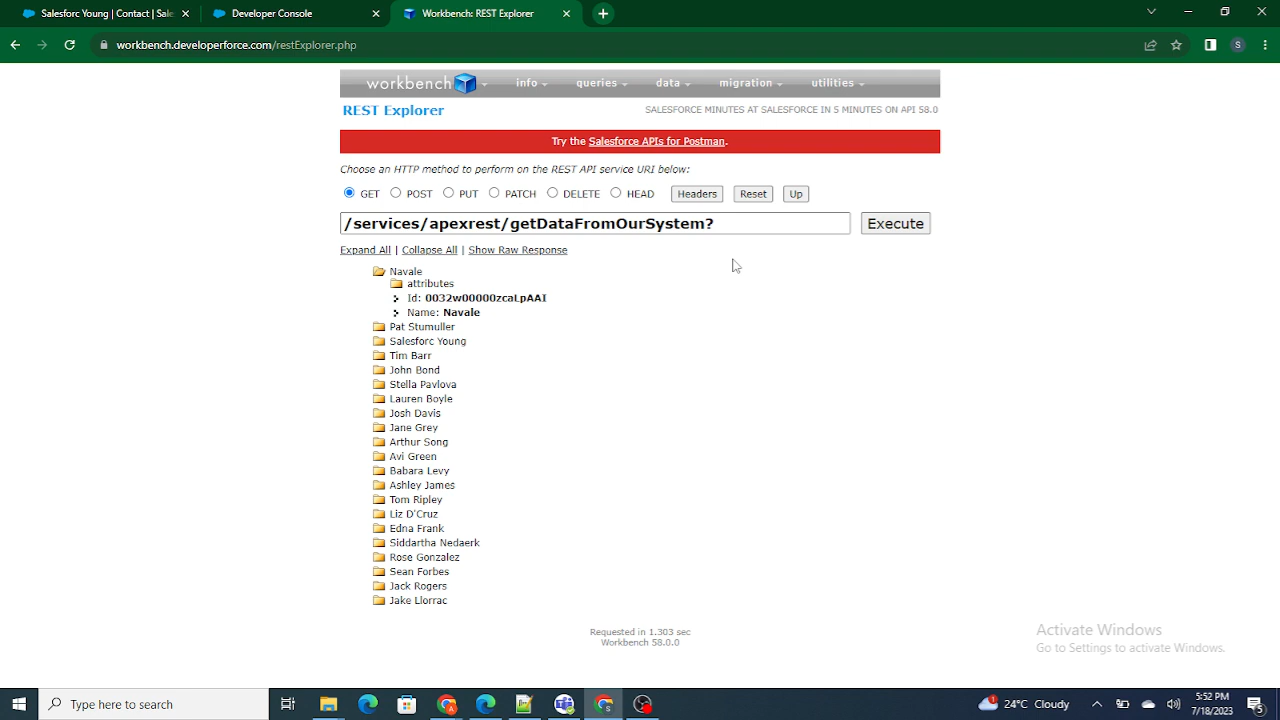 Salesforc Young | Contact | Sale
Developer Console
Workbench: REST Explorer
workbench.developerforce.com/restExplorer.php
S
workbench
info
queries
data
migration
utilities
REST Explorer
SALESFORCE MINUTES AT SALESFORCE IN 5 MINUTES ON API 58.0
Try the Salesforce APIs for Postman.
Choose an HTTP method to perform on the REST API service URI below:
GET POST PUT PATCH DELETE HEAD Headers Reset Up
/services/apexrest/getDataFromOurSystem? Execute
Expand All | Collapse All | Show Raw Response
Navale
attributes
Id: 0032w00000zcaLpAAI
Name: Navale
Pat Stumuller
Salesforc Young
Tim Barr
John Bond
Stella Pavlova
Lauren Boyle
Josh Davis
Jane Grey
Arthur Song
Avi Green
Babara Levy
Ashley James
Tom Ripley
Liz D'Cruz
Edna Frank
Siddartha Nedaerk
Rose Gonzalez
Sean Forbes
Jack Rogers
Jake Llorrac
Requested in 1.303 sec
Workbench 58.0.0
Activate Windows
Go to Settings to activate Windows.
Type here to search
24°C Cloudy
5:52 PM
7/18/2023